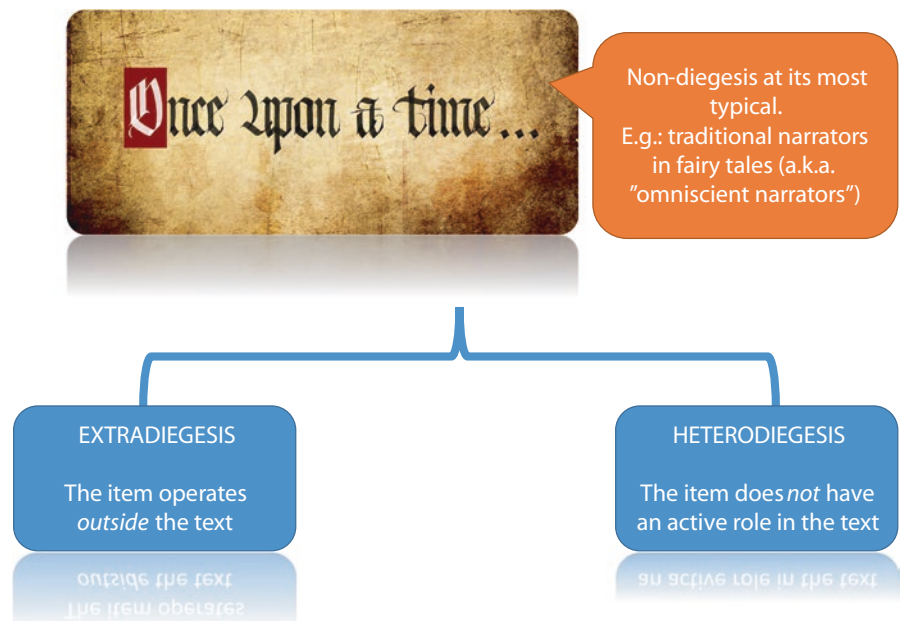 Once upon a time...
Non-diegesis at its most
typical.
E.g.: traditional narrators
in fairy tales (a.k.a.
"omniscient narrators")
EXTRADIEGESIS
The item operates
outside the text
HETERODIEGESIS
The item does not have
an active role in the text